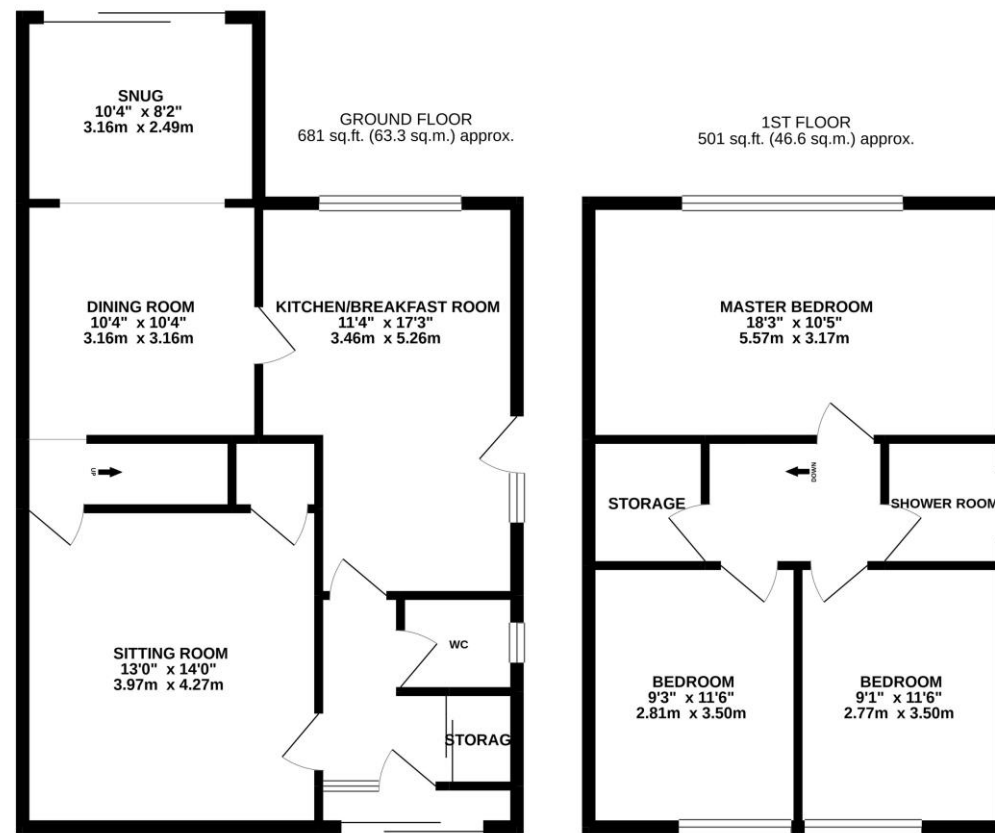 SNUG
10'4" x 8'2"
3.16m x 2.49m
GROUND FLOOR
681 sq.ft. (63.3 sq.m.) approx.
1ST FLOOR
501 sq.ft. (46.6 sq.m.) approx.
DINING ROOM
10'4" x 10'4"
3.16m x 3.16m
KITCHEN/BREAKFAST ROOM
11'4" x 17'3"
3.46m x 5.26m
MASTER BEDROOM
18'3" x 10'5"
5.57m x 3.17m
UP
DOWN
STORAGE
SHOWER ROOM
SITTING ROOM
13'0" x 14'0"
3.97m x 4.27m
WC
STORAG
BEDROOM
9'3" x 11'6"
2.81m x 3.50m
BEDROOM
9'1" x 11'6"
2.77m x 3.50m